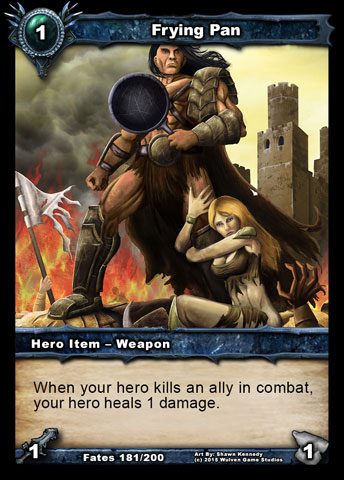 1
Frying Pan
Hero Item – Weapon
When your hero kills an ally in combat,
your hero heals 1 damage.
1
Fates 181/200
Art By: Shawn Kennedy
(c) 2015 Wulven Game Studios
1